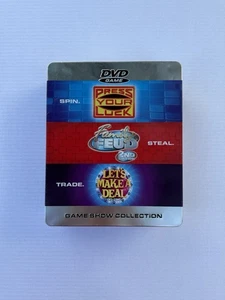 DVD
GAME
PRESS
YOUR
LUCK
SPIN.
Family
FEUD
STEAL.
LET'S
MAKE A
DEAL
TRADE.
GAME SHOW COLLECTION